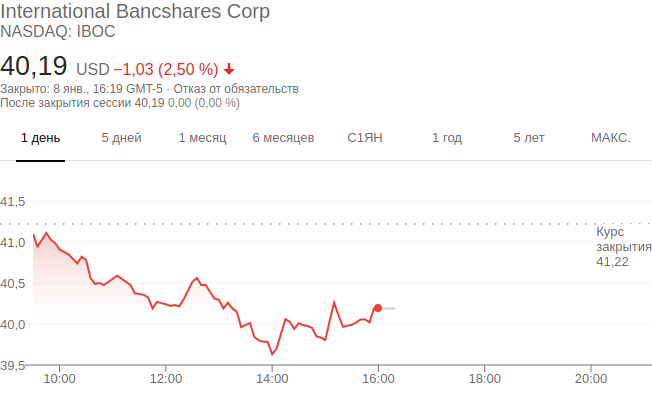 International Bancshares Corp
NASDAQ: IBOC
40,19 USD −1,03 (2,50 %)
Закрыто: 8 янв., 16:19 GMT-5 · Отказ от обязательств
После закрытия сессии 40,19 0,00 (0,00 %)
1 день 5 дней 1 месяц 6 месяцев С1ЯН 1 год 5 лет МАКС.
41,5
Курс
закрытия
41,22
41,0
40,5
40,0
39,5
10:00 12:00 14:00 16:00 18:00 20:00